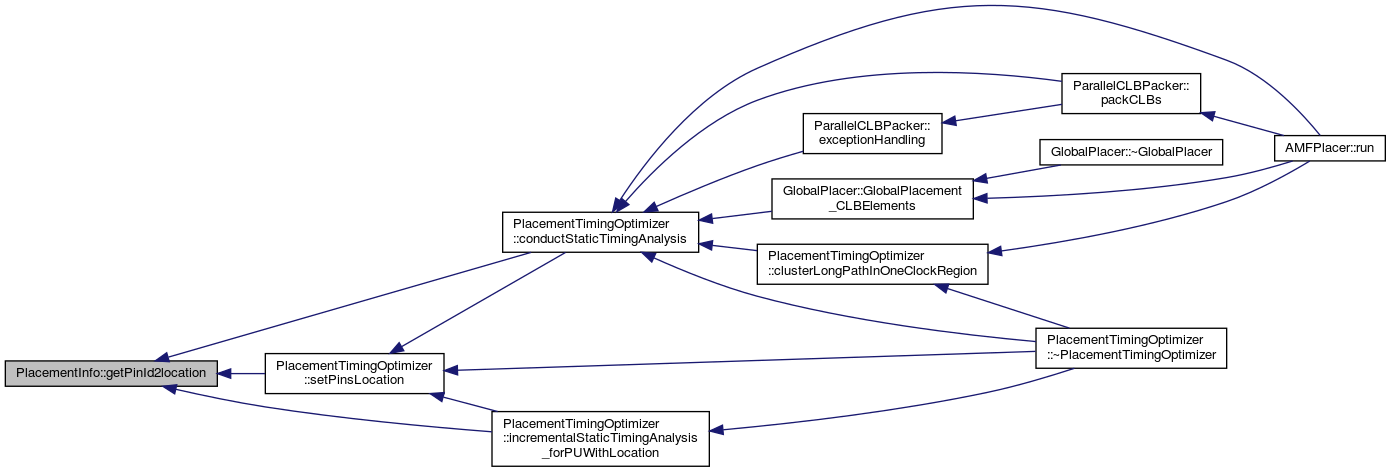 ParallelCLBPacker::
packCLBs
ParallelCLBPacker::
exceptionHandling
AMFPlacer::run
GlobalPlacer::~GlobalPlacer
GlobalPlacer::GlobalPlacement
_CLBElements
PlacementTimingOptimizer
::conductStaticTimingAnalysis
PlacementTimingOptimizer
::clusterLongPathInOneClockRegion
PlacementTimingOptimizer
::~PlacementTimingOptimizer
PlacementInfo::getPinId2location
PlacementTimingOptimizer
::setPinsLocation
PlacementTimingOptimizer
::incrementalStaticTimingAnalysis
_forPUWithLocation